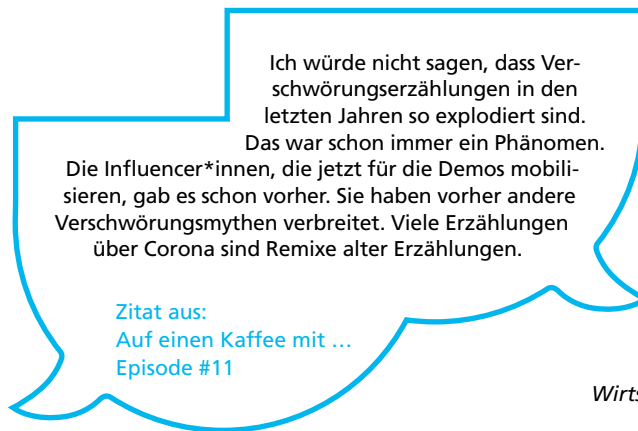 Ich würde nicht sagen, dass Ver-
schwörungserzählungen in den
letzten Jahren so explodiert sind.
Das war schon immer ein Phänomen.
Die Influencer*innen, die jetzt für die Demos mobili-
sieren, gab es schon vorher. Sie haben vorher andere
Verschwörungsmythen verbreitet. Viele Erzählungen
über Corona sind Remixe alter Erzählungen.
Zitat aus:
Auf einen Kaffee mit …
Episode #11